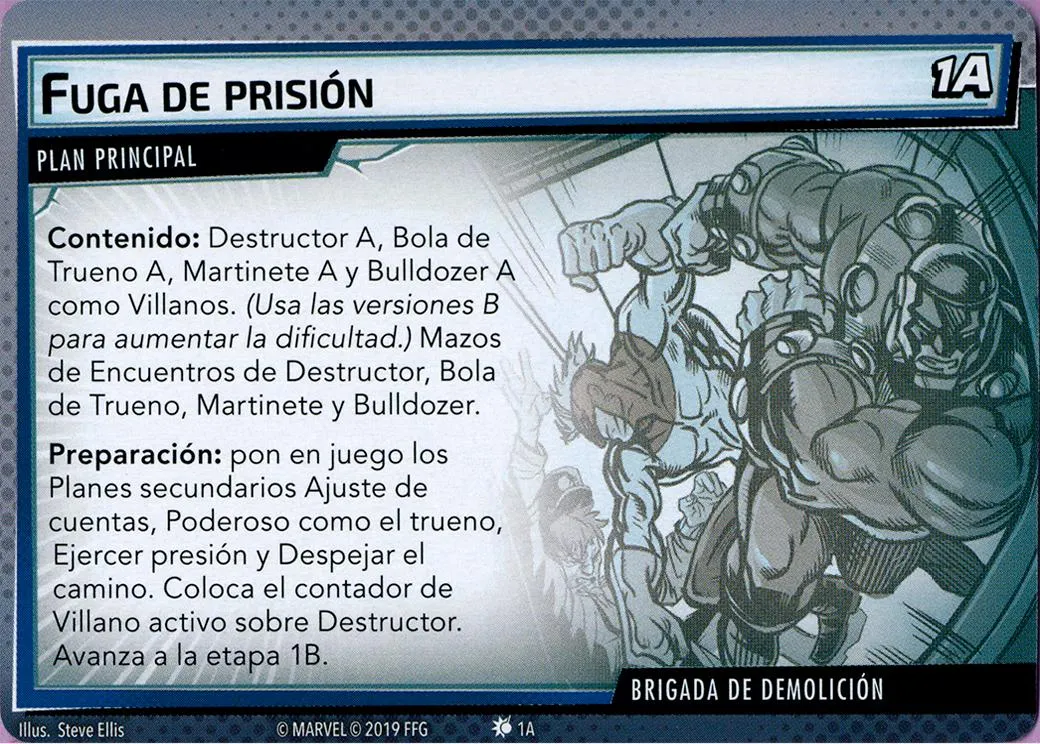 FUGA DE PRISIÓN
1A
PLAN PRINCIPAL
Contenido: Destructor A, Bola de
Trueno A, Martinete A y Bulldozer A
como Villanos. (Usa las versiones B
para aumentar la dificultad.) Mazos
de Encuentros de Destructor, Bola
de Trueno, Martinete y Bulldozer.
Preparación: pon en juego los
Planes secundarios Ajuste de
cuentas, Poderoso como el trueno,
Ejercer presión y Despejar el
camino. Coloca el contador de
Villano activo sobre Destructor.
Avanza a la etapa 1B.
BRIGADA DE DEMOLICIÓN
Illus. Steve Ellis
© MARVEL © 2019 FFG
1A